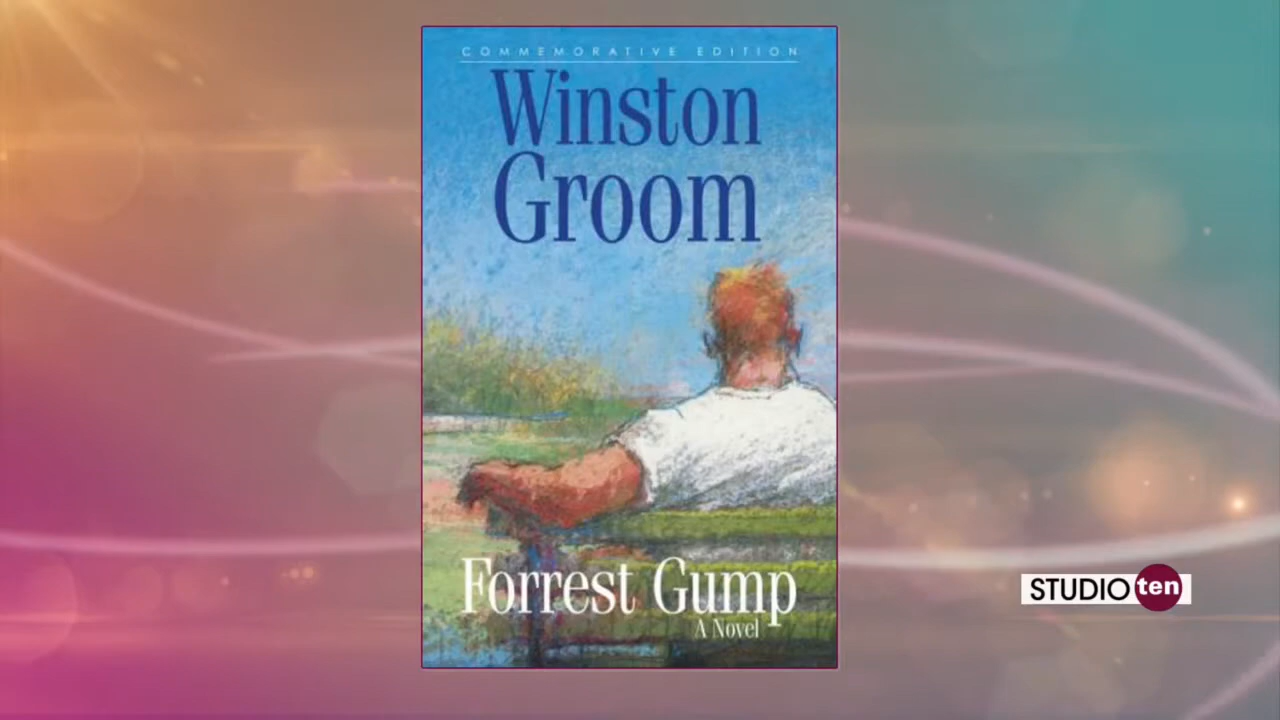 COMMEMORATIVE EDITION
Winston
Groom
Forrest Gump
A Novel
STUDIO ten